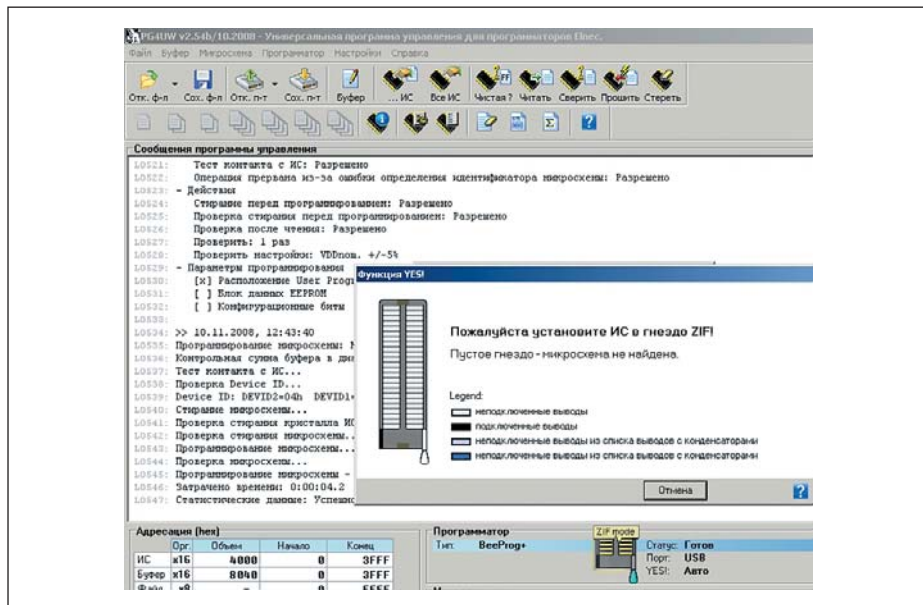 PG4UW v2.54b/10.2008 - Универсальная программа управления для программаторов Elnec.
Файл Буфер Микросхема Программатор Настройки Справка
Отк. ф-л Сох. ф-л Отк. п-т Сох. п-т Буфер ... ИС Все ИС Чистая? Читать Сверить Прошить Стереть
Сообщения программы управления
L0521: Тест контакта с ИС: Разрешено
L0522: Операция прервана из-за ошибки определения идентификатора микросхемы: Разрешено
L0523: - Действия
L0524: Стирание перед программированием: Разрешено
L0525: Проверка стирания перед программированием: Разрешено
L0526: Проверка после чтения: Разрешено
L0527: Проверить: 1 раз
L0528: Проверить настройки: VDDnom. +/-5%
L0529: - Параметры программирования
L0530: [x] Расположение User Progr
L0531: [ ] Блок данных EEPROM
L0532: [ ] Конфигурационные биты
L0533:
L0534: >> 10.11.2008, 12:43:40
L0535: Программирование микросхемы:
L0536: Контрольная сумма буфера в
L0537: Тест контакта с ИС...
L0538: Проверка Device ID...
L0539: Device ID: DEVID2=04h DEVID1=
L0540: Стирание микросхемы...
L0541: Проверка стирания кристалла ИС
L0542: Проверка стирания микросхемы..
L0543: Программирование микросхемы...
L0544: Проверка микросхемы...
L0545: Программирование микросхемы -
L0546: Затрачено времени: 0:00:04.2
L0547: Статистические данные: Успешно
Функция YES!
Пожалуйста установите ИС в гнездо ZIF!
Пустое гнездо - микросхема не найдена.
Legend:
неподключенные выводы
подключенные выводы
неподключенные выводы из списка выводов с конденсаторами
неподключенные выводы из списка выводов с конденсаторами
Отмена
Адресация (hex)
Орг. Объем Начало Конец
ИС x16 4000 0 3FFF
Буфер x16 8040 0 3FFF
Файл x8 - 0 FFFF
Программатор
Тип: BeeProg+
ZIF mode
Статус: Готов
Порт: USB
YES!: Авто